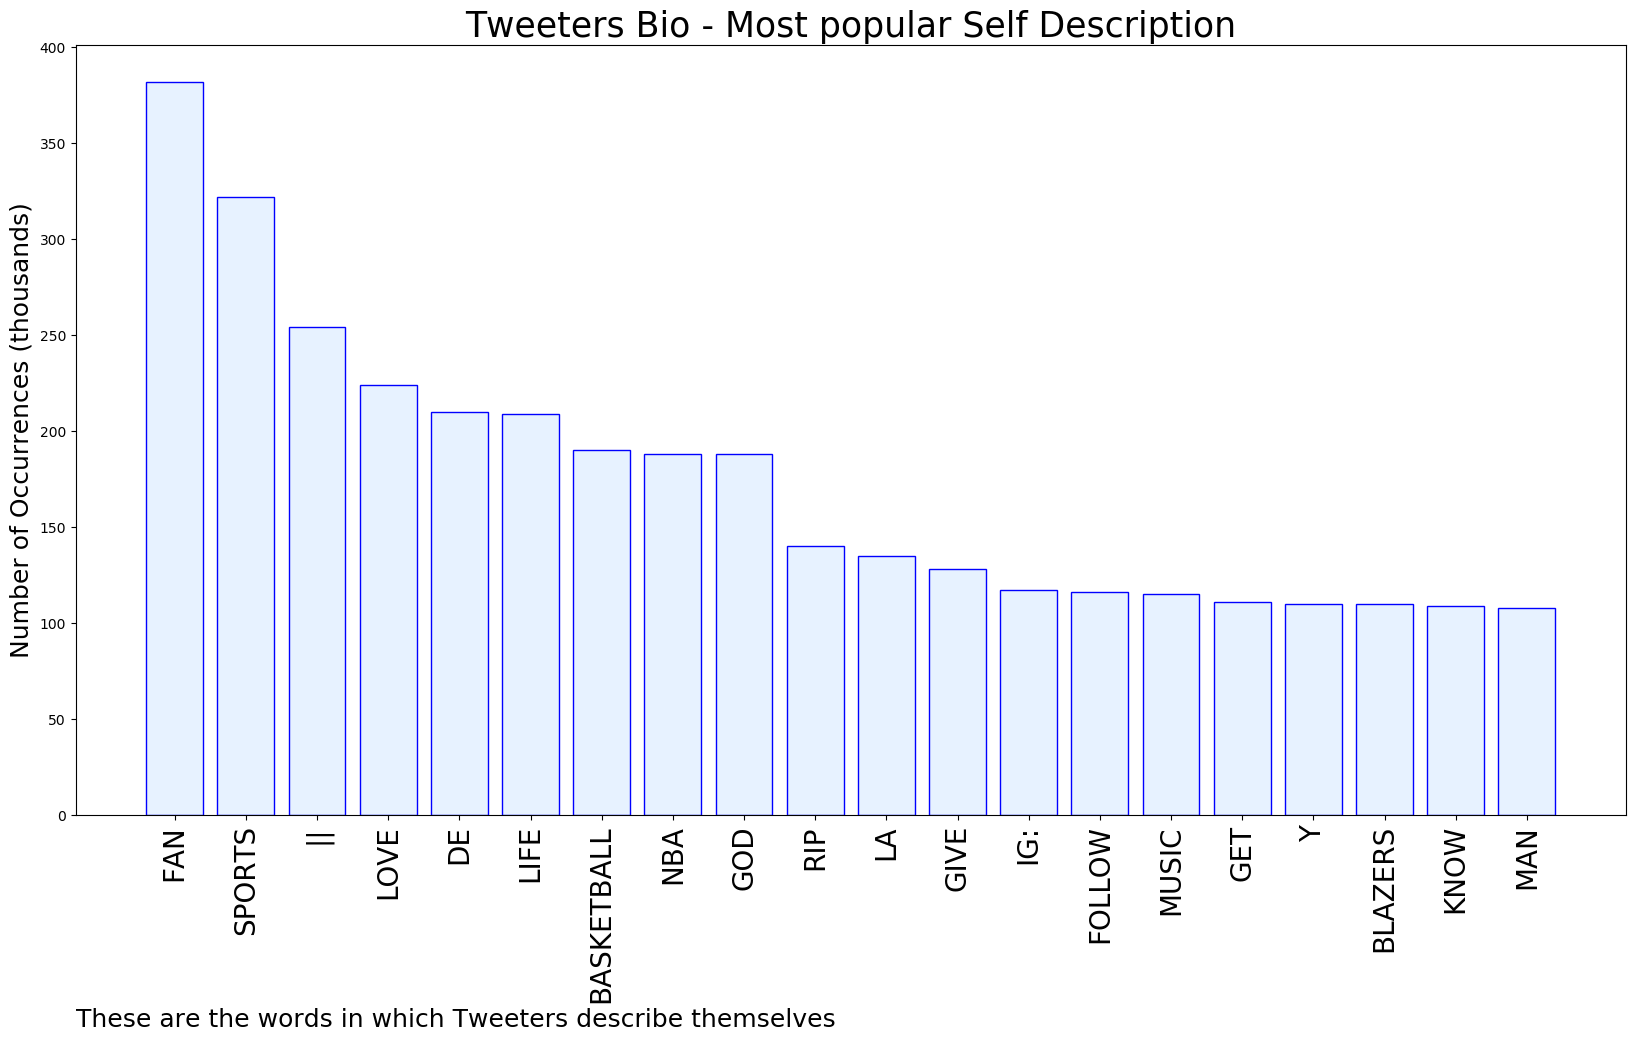 Tweeters Bio - Most popular Self Description
Number of Occurrences (thousands)
400
350
300
250
200
150
100
50
0
FAN
SPORTS
||
LOVE
DE
LIFE
BASKETBALL
NBA
GOD
RIP
LA
GIVE
IG:
FOLLOW
MUSIC
GET
Y
BLAZERS
KNOW
MAN
These are the words in which Tweeters describe themselves